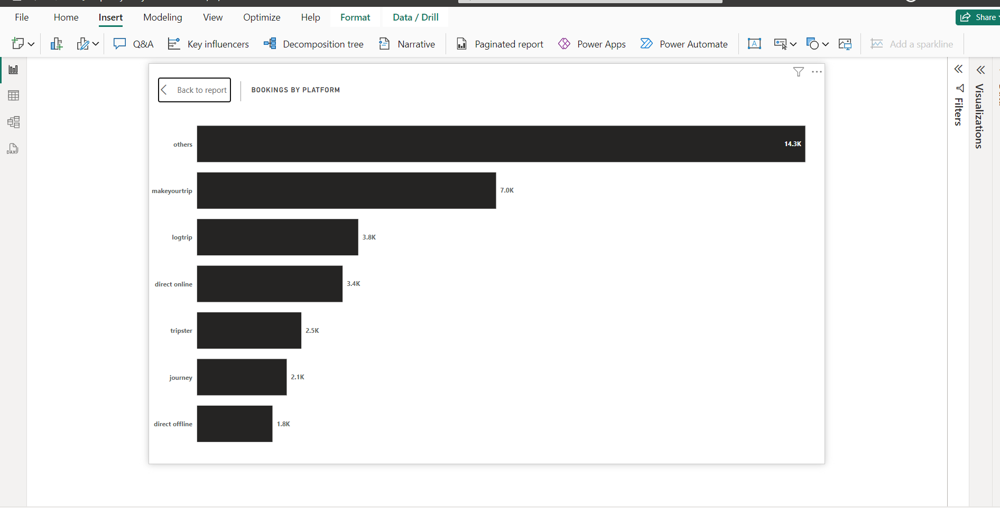 File Home Insert Modeling View Optimize Help Format Data / Drill Share
Q&A Key influencers Decomposition tree Narrative Paginated report Power Apps Power Automate A Add a sparkline
Back to report BOOKINGS BY PLATFORM
others 14.3K
makeyourtrip 7.0K
logtrip 3.8K
direct online 3.4K
tripster 2.5K
journey 2.1K
direct offline 1.8K
DAX
Filters
Visualizations